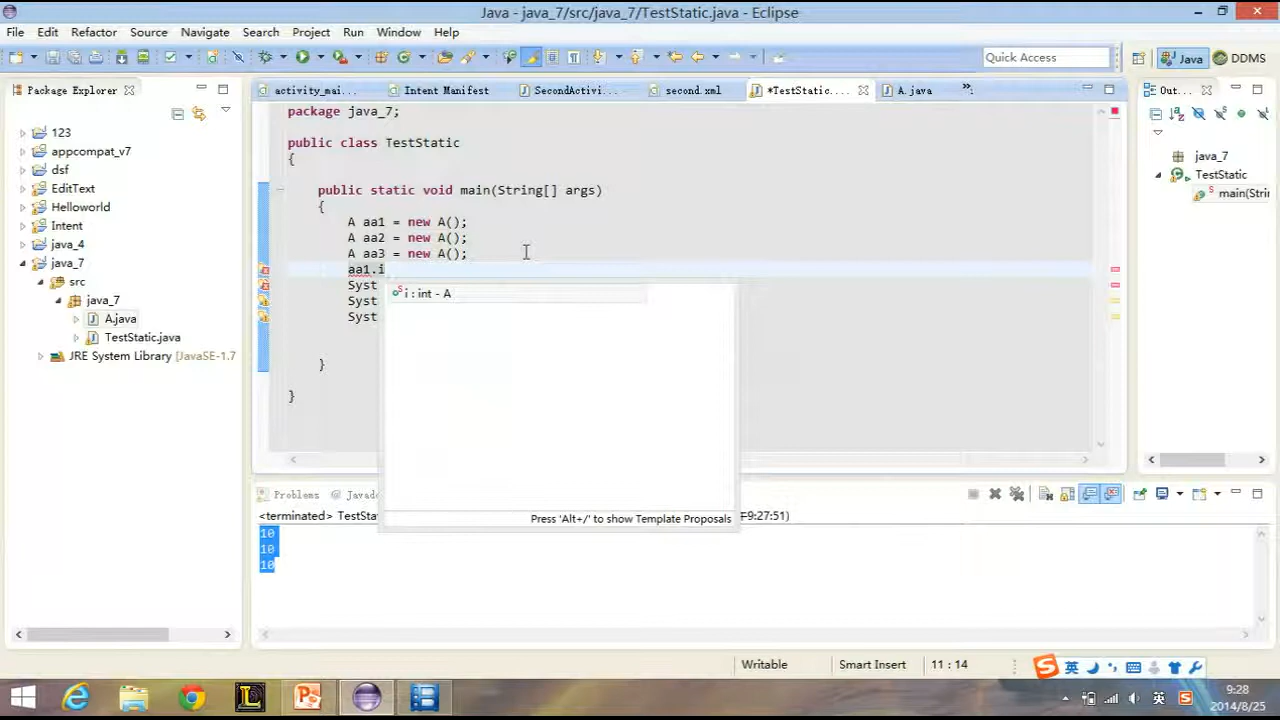 Java - java_7/src/java_7/TestStatic.java - Eclipse
File Edit Refactor Source Navigate Search Project Run Window Help
Quick Access
Java
DDMS
Package Explorer
activity_mai...
Intent Manifest
SecondActivi...
second.xml
*TestStatic....
A.java
Out...
123
appcompat_v7
dsf
EditText
Helloworld
Intent
java_4
java_7
src
java_7
A.java
TestStatic.java
JRE System Library [JavaSE-1.7
package java_7;
public class TestStatic
{
public static void main(String[] args)
{
A aa1 = new A();
A aa2 = new A();
A aa3 = new A();
aa1.i
Syst
Syst
Syst
}
}
S i : int - A
Press 'Alt+/' to show Template Proposals
java_7
TestStatic
S main(Stri
Problems
@ Javad
<terminated> TestSta
9:27:51)
10
10
10
Writable
Smart Insert
11 : 14
英
英
9:28
2014/8/25